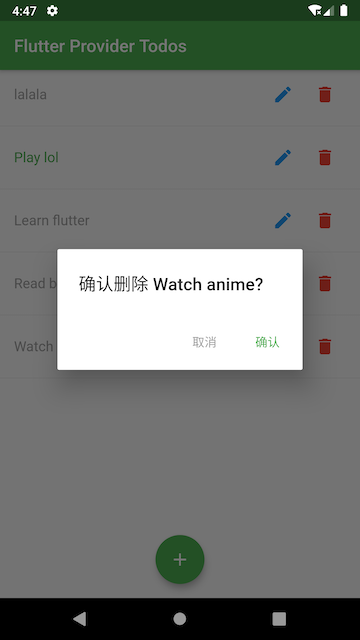 4:47
Flutter Provider Todos
lalala
Play lol
Learn flutter
Read b
确认删除 Watch anime?
取消 确认
Watch